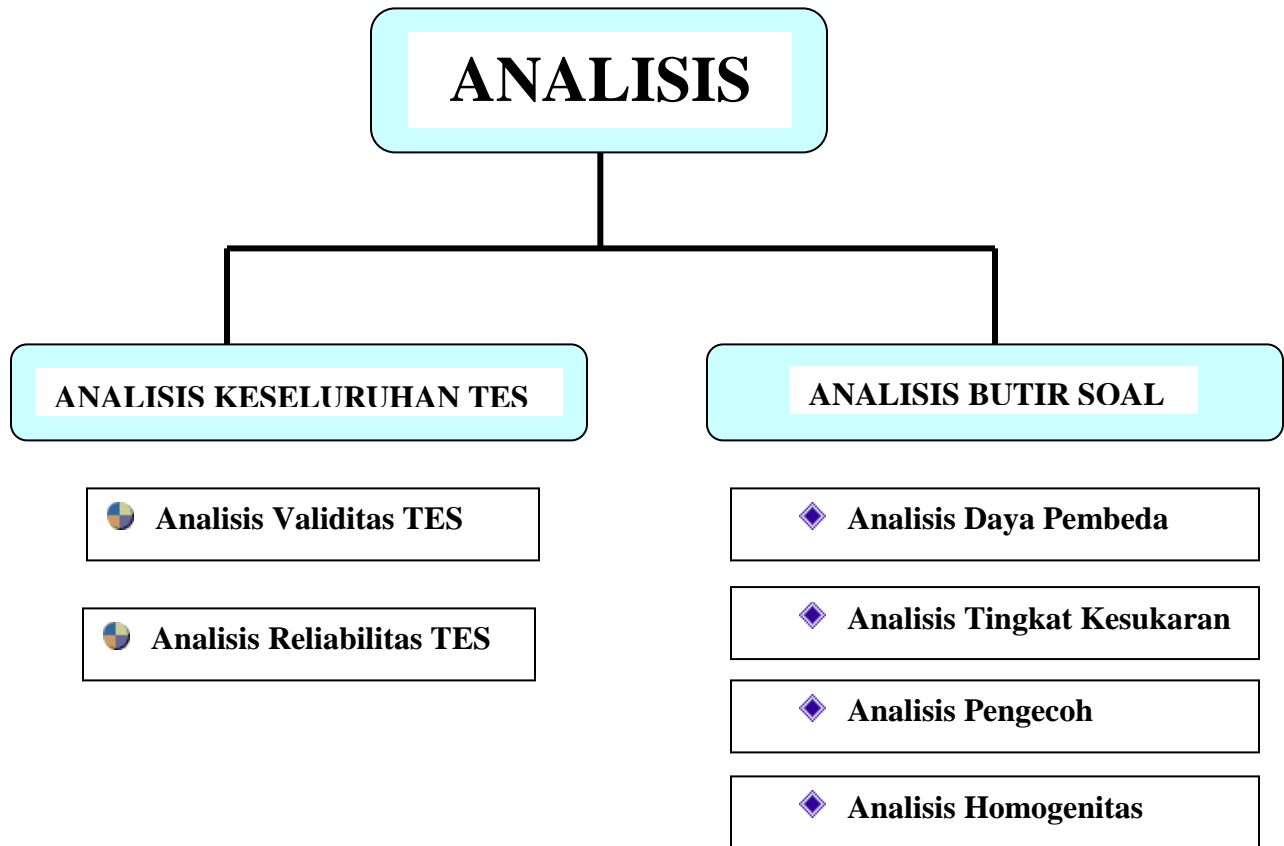 ANALISIS
ANALISIS KESELURUHAN TES
Analisis Validitas TES
Analisis Reliabilitas TES
ANALISIS BUTIR SOAL
Analisis Daya Pembeda
Analisis Tingkat Kesukaran
Analisis Pengecoh
Analisis Homogenitas